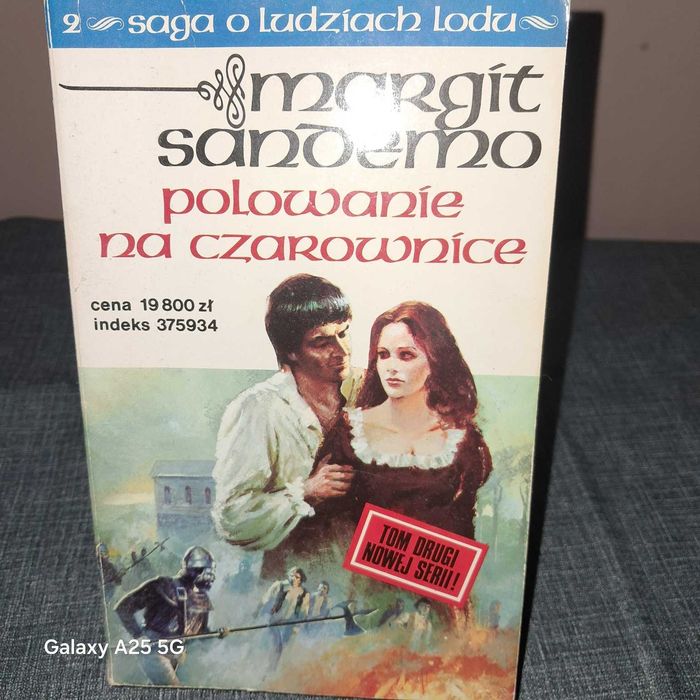 2 saga o ludziach lodu
margit
sandemo
polowanie
na czarownice
cena 19 800 zł
indeks 375934
TOM DRUGI
NOWEJ SERII!
Galaxy A25 5G